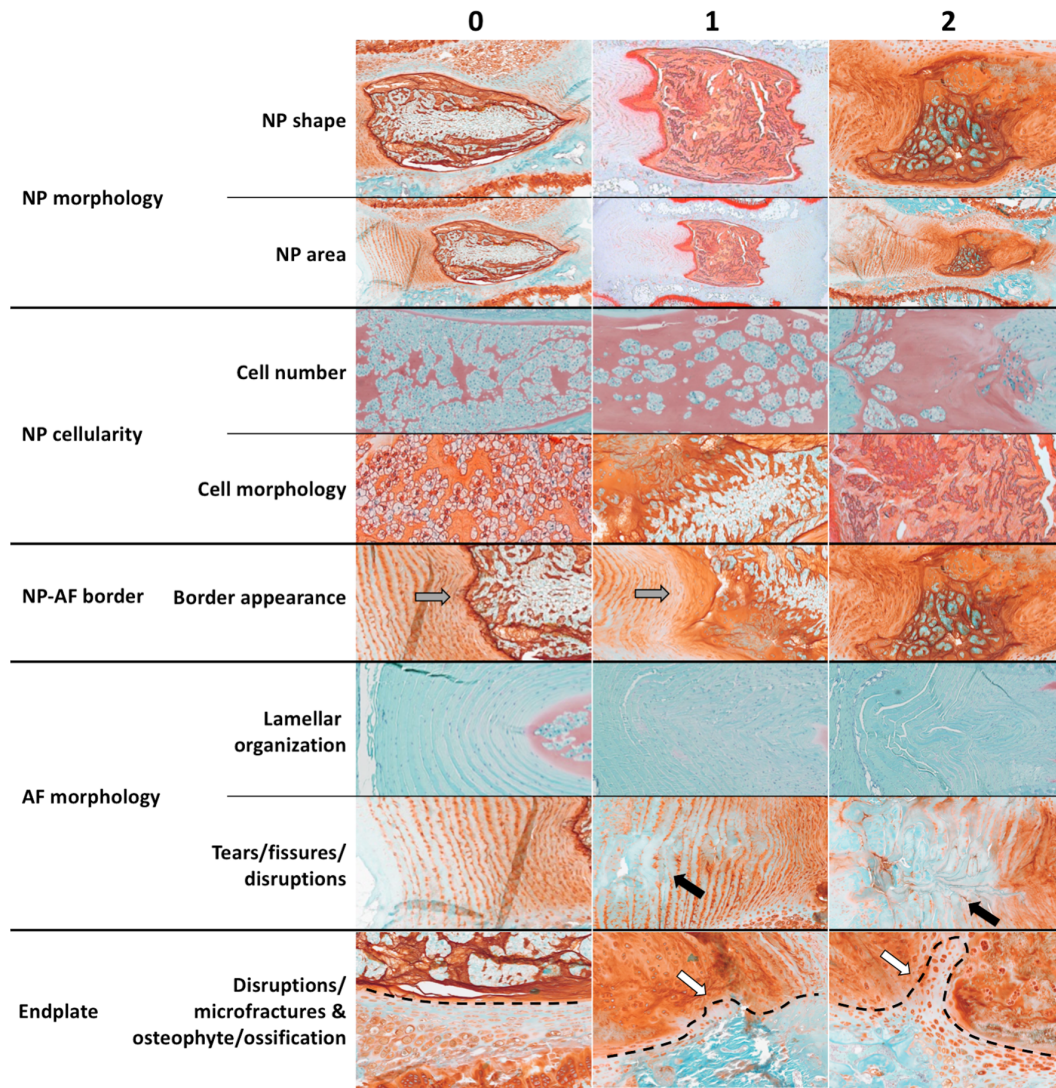 0 1 2
NP shape
NP morphology
NP area
Cell number
NP cellularity
Cell morphology
NP-AF border Border appearance
Lamellar
organization
AF morphology
Tears/fissures/
disruptions
Disruptions/
Endplate microfractures &
osteophyte/ossification